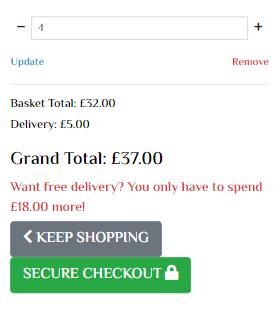 − 4 +
Update Remove
Basket Total: £32.00
Delivery: £5.00
Grand Total: £37.00
Want free delivery? You only have to spend
£18.00 more!
KEEP SHOPPING
SECURE CHECKOUT